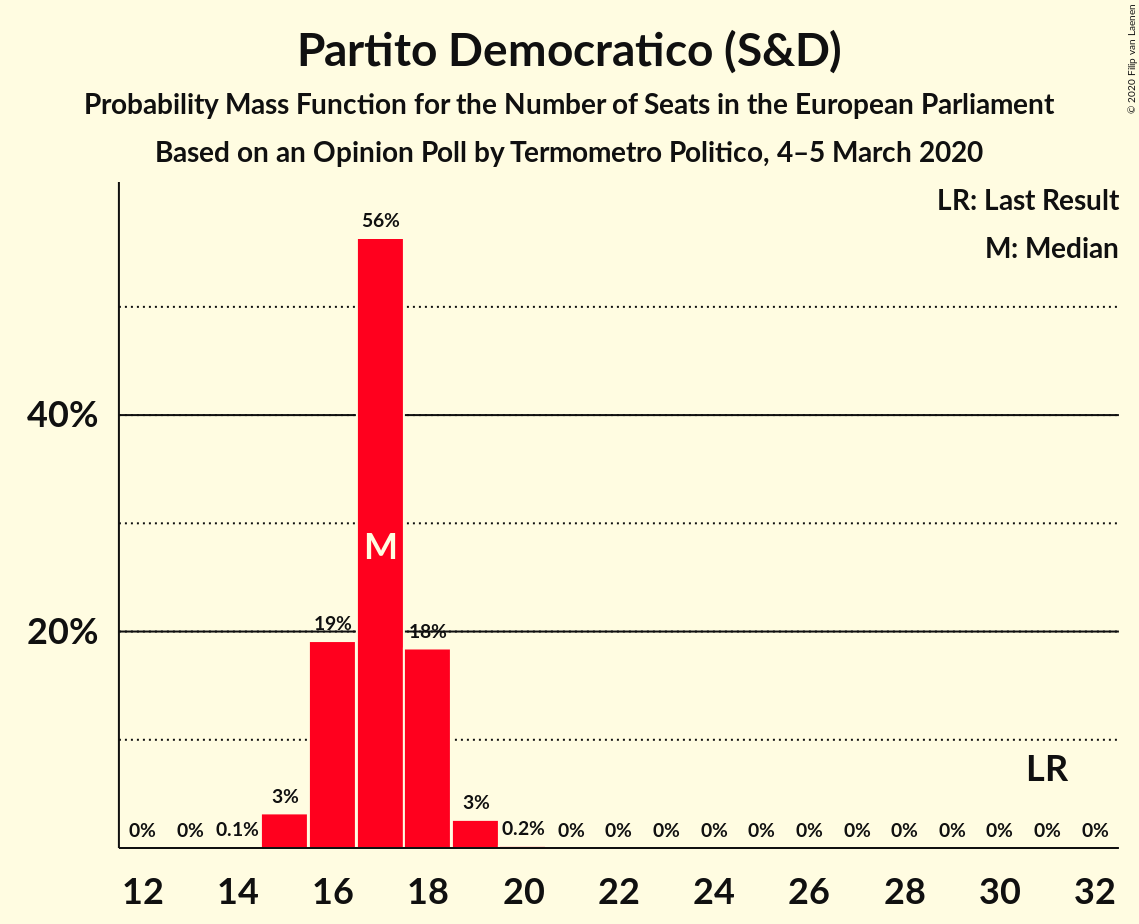 Partito Democratico (S&D)
Probability Mass Function for the Number of Seats in the European Parliament
Based on an Opinion Poll by Termometro Politico, 4–5 March 2020
© 2020 Filip van Laenen
LR: Last Result
M: Median
56%
40%
M
20%
19%
18%
LR
0% 0% 0.1% 3% 3% 0.2% 0% 0% 0% 0% 0% 0% 0% 0% 0% 0% 0% 0%
12 14 16 18 20 22 24 26 28 30 32